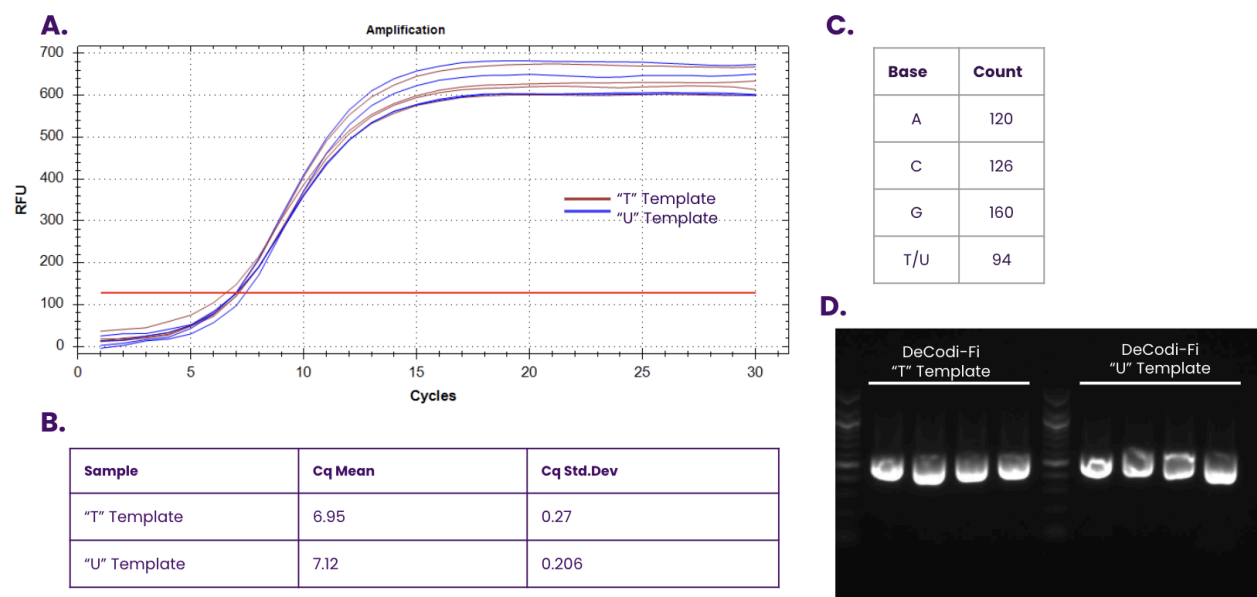 A.
Amplification
700
600
500
400
300
200
100
0
RFU
0 5 10 15 20 25 30
Cycles
“T” Template
“U” Template
B.
Sample Cq Mean Cq Std.Dev
“T” Template 6.95 0.27
“U” Template 7.12 0.206
C.
Base Count
A 120
C 126
G 160
T/U 94
D.
DeCodi-Fi
“T” Template
DeCodi-Fi
“U” Template